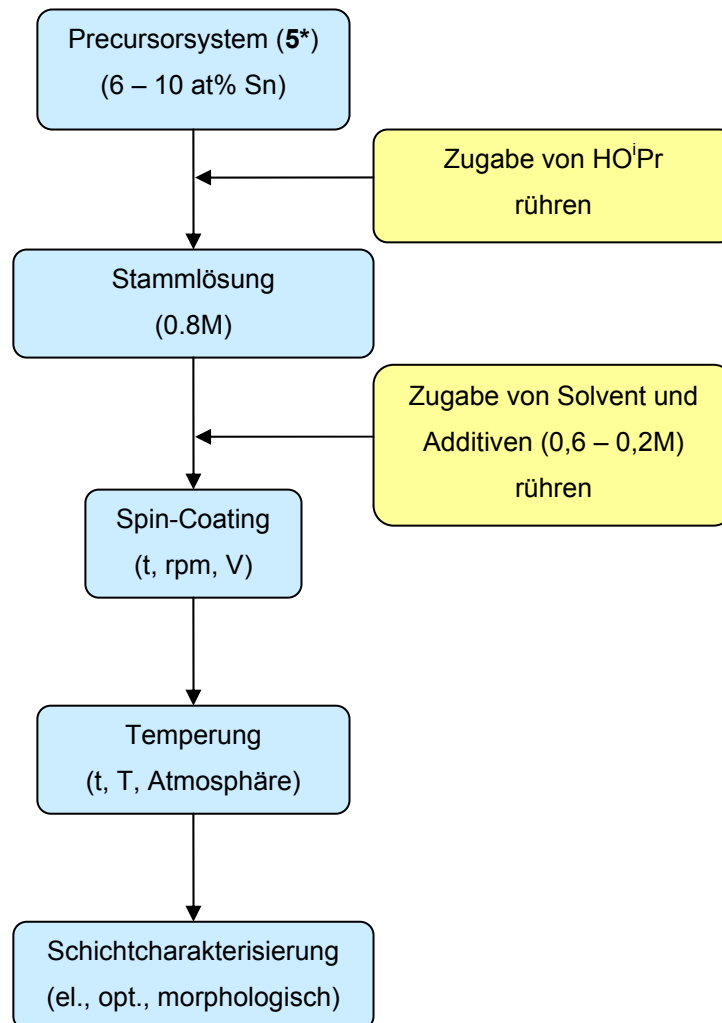 Precursorsystem (5*)
(6 – 10 at% Sn)
Zugabe von HOⁱPr
rühren
Stammlösung
(0.8M)
Zugabe von Solvent und
Additiven (0,6 – 0,2M)
rühren
Spin-Coating
(t, rpm, V)
Temperung
(t, T, Atmosphäre)
Schichtcharakterisierung
(el., opt., morphologisch)